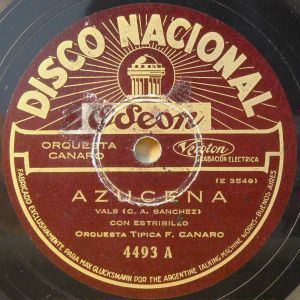 DISCO NACIONAL
Odeon
ORQUESTA
CANARO
Veroton
GRABACION ELECTRICA
(E 3549)
AZUCENA
VALS (C. A. SANCHEZ)
CON ESTRIBILLO
ORQUESTA TIPICA F. CANARO
4493 A
FABRICADO EXCLUSIVAMENTE PARA MAX GLÜCKSMANN POR THE ARGENTINE TALKING MACHINE WORKS-BUENOS AIRES